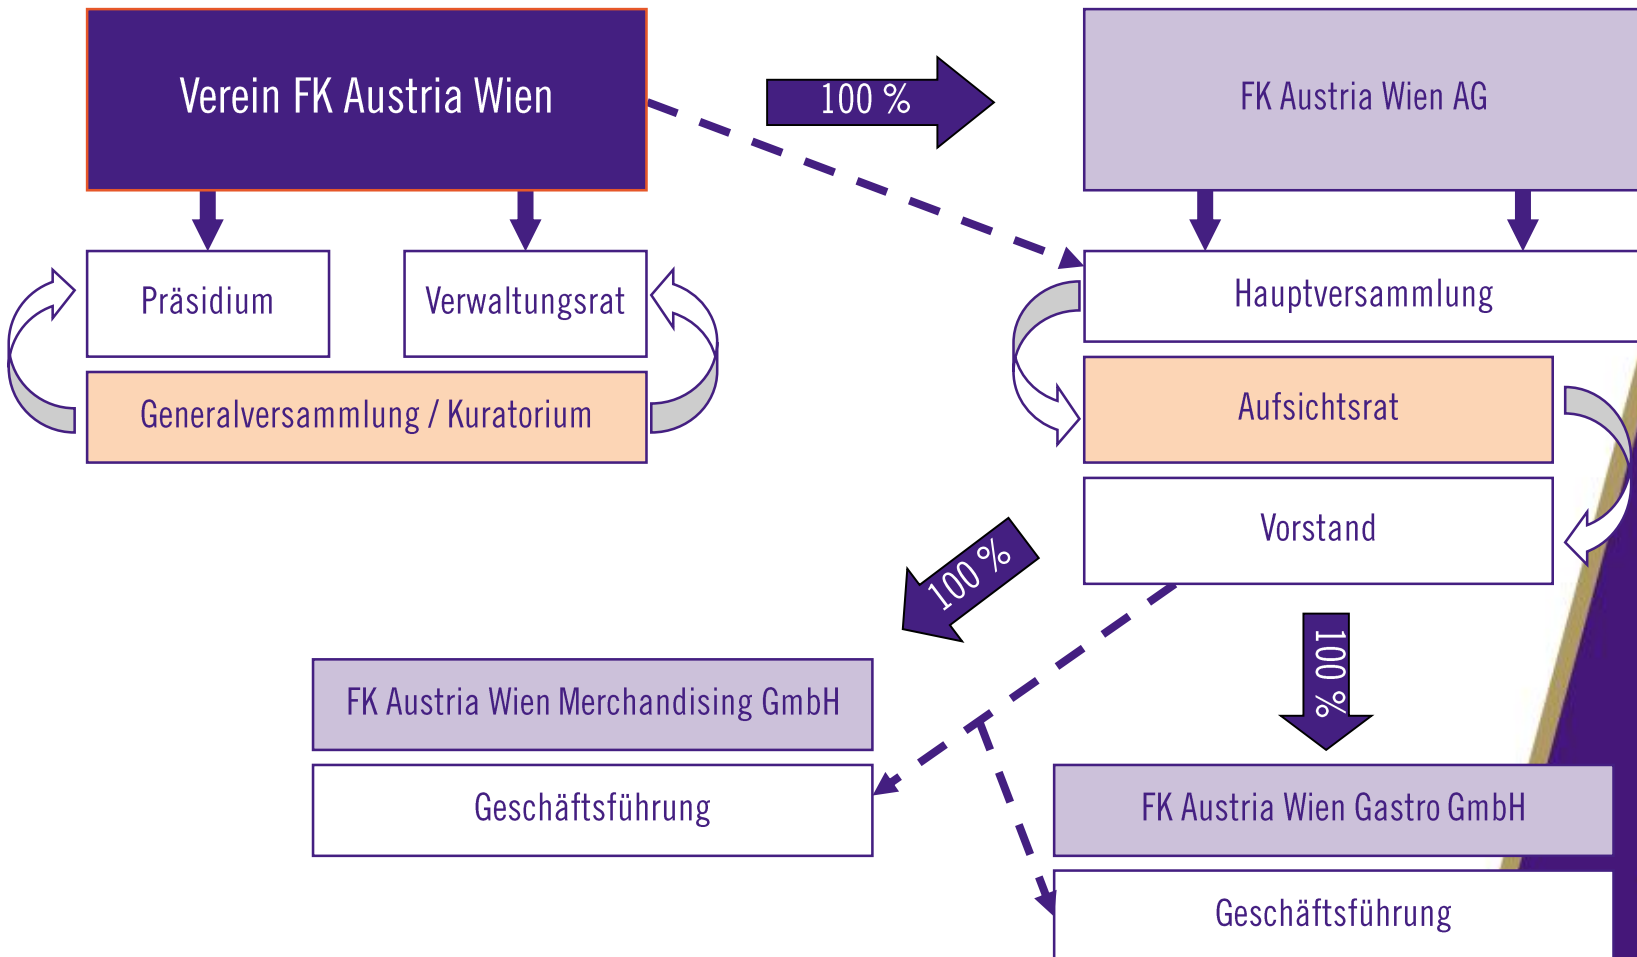 Verein FK Austria Wien
100 %
FK Austria Wien AG
Präsidium
Verwaltungsrat
Generalversammlung / Kuratorium
Hauptversammlung
Aufsichtsrat
Vorstand
100 %
100 %
FK Austria Wien Merchandising GmbH
Geschäftsführung
FK Austria Wien Gastro GmbH
Geschäftsführung